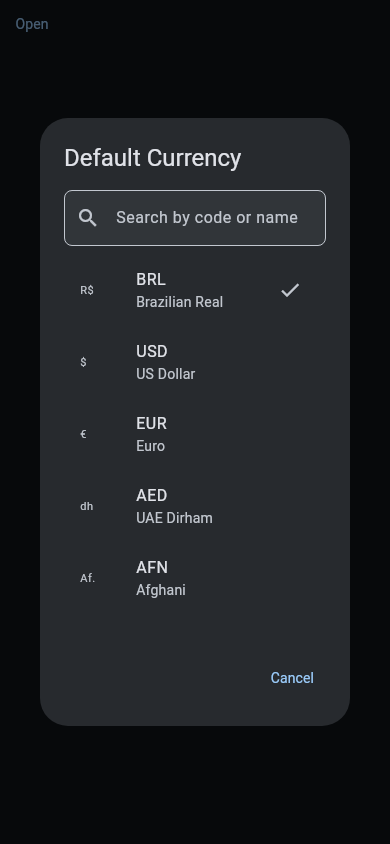 Open
Default Currency
Search by code or name
R$
BRL
Brazilian Real
$
USD
US Dollar
€
EUR
Euro
dh
AED
UAE Dirham
Af.
AFN
Afghani
Cancel